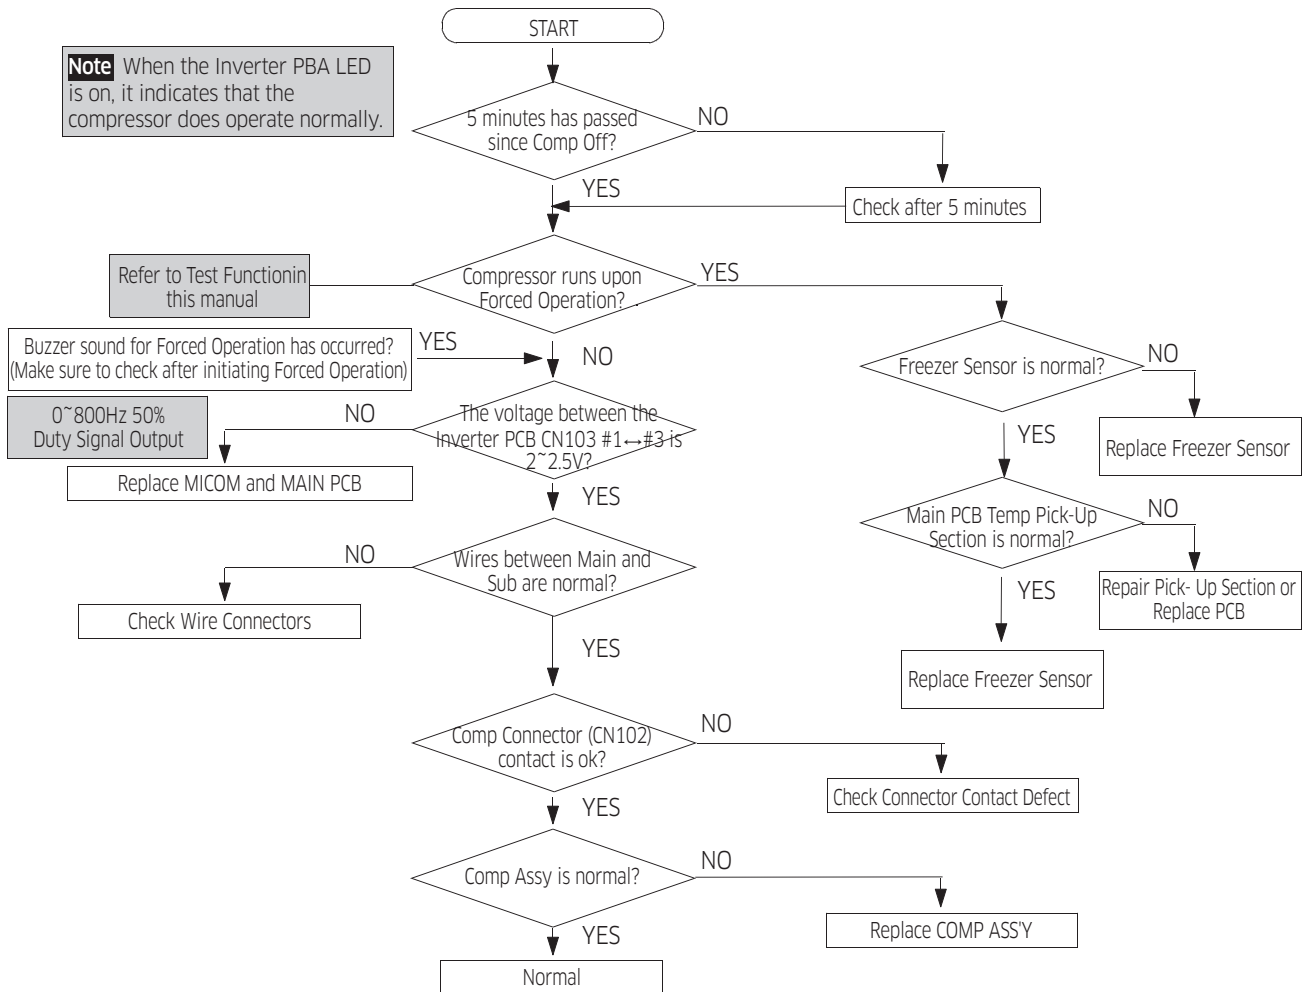 START
Note When the Inverter PBA LED
is on, it indicates that the
compressor does operate normally.
5 minutes has passed
since Comp Off?
NO
YES
Check after 5 minutes
Refer to Test Functionin
this manual
Compressor runs upon
Forced Operation? .
YES
Buzzer sound for Forced Operation has occurred?
(Make sure to check after initiating Forced Operation)
YES
NO
Freezer Sensor is normal?
NO
0~800Hz 50%
Duty Signal Output
NO
The voltage between the
Inverter PCB CN103 #1↔#3 is
2~2.5V?
YES
Replace Freezer Sensor
Replace MICOM and MAIN PCB
YES
Main PCB Temp Pick-Up
Section is normal?
NO
NO
Wires between Main and
Sub are normal?
YES
Repair Pick- Up Section or
Replace PCB
Check Wire Connectors
YES
Replace Freezer Sensor
Comp Connector (CN102)
contact is ok?
NO
Check Connector Contact Defect
YES
Comp Assy is normal?
NO
Replace COMP ASS'Y
YES
Normal